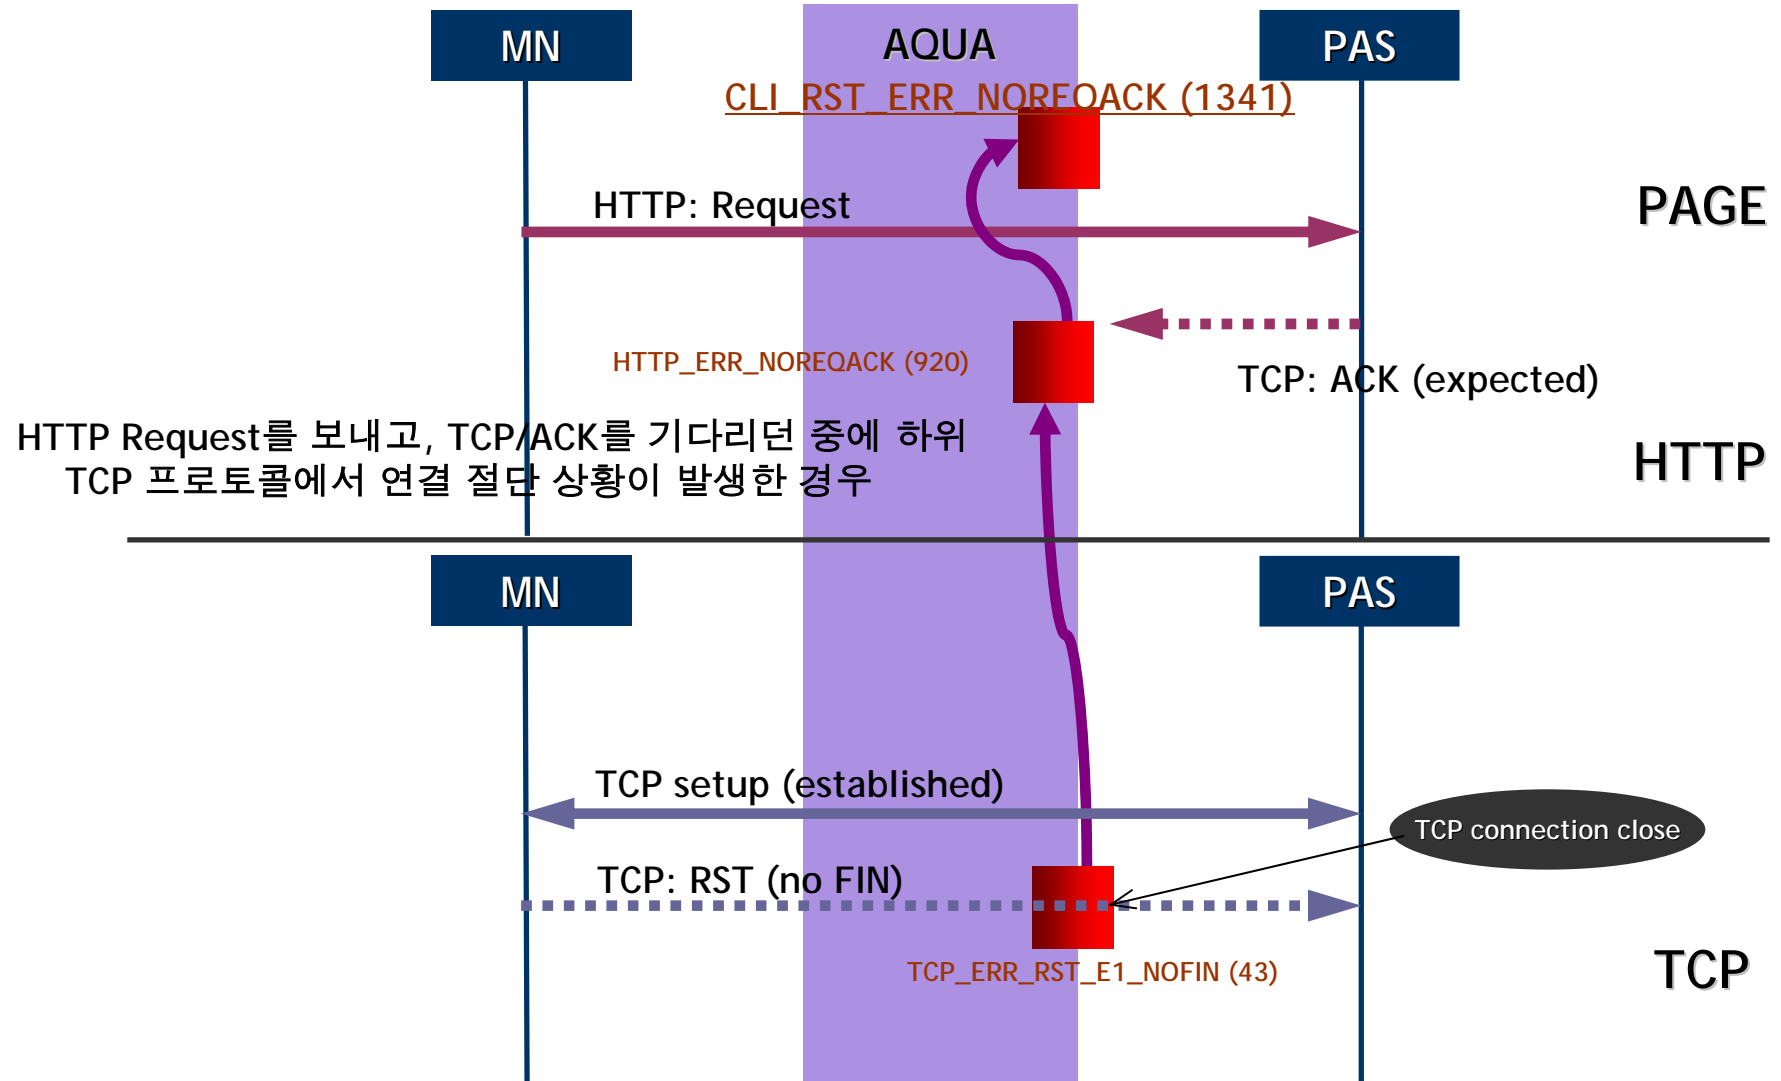 MN
AQUA
PAS
CLI_RST_ERR_NOREQACK (1341)
HTTP: Request
PAGE
HTTP_ERR_NOREQACK (920)
TCP: ACK (expected)
HTTP Request를 보내고, TCP/ACK를 기다리던 중에 하위
TCP 프로토콜에서 연결 절단 상황이 발생한 경우
HTTP
MN
PAS
TCP setup (established)
TCP connection close
TCP: RST (no FIN)
TCP_ERR_RST_E1_NOFIN (43)
TCP